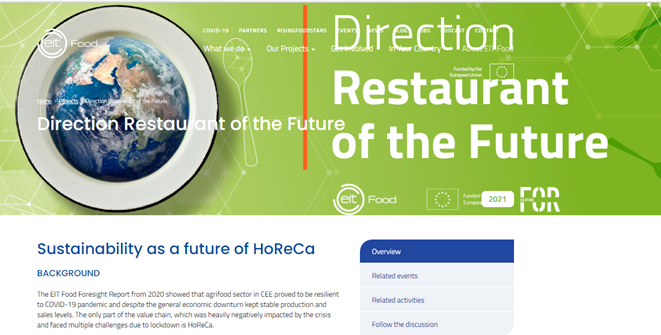 COVID-19 PARTNERS RISINGFOODSTARS EVENTS NEWS BLOG JOBS PODCAST CONTACT
eit Food
What we do Our Projects Get Involved In Your Country About EIT Food
Direction
Funded by the
European Union
Restaurant
of the Future
Home / Projects / Direction Restaurant of the Future
Direction Restaurant of the Future
eit Food
Funded
Europea
2021
FOR
Sustainability as a future of HoReCa
BACKGROUND
The EIT Food Foresight Report from 2020 showed that agrifood sector in CEE proved to be resilient
to COVID-19 pandemic and despite the general economic downturn kept stable production and
sales levels. The only part of the value chain, which was heavily negatively impacted by the crisis
and faced multiple challenges due to lockdown is HoReCa.
Overview
Related events
Related activities
Follow the discussion